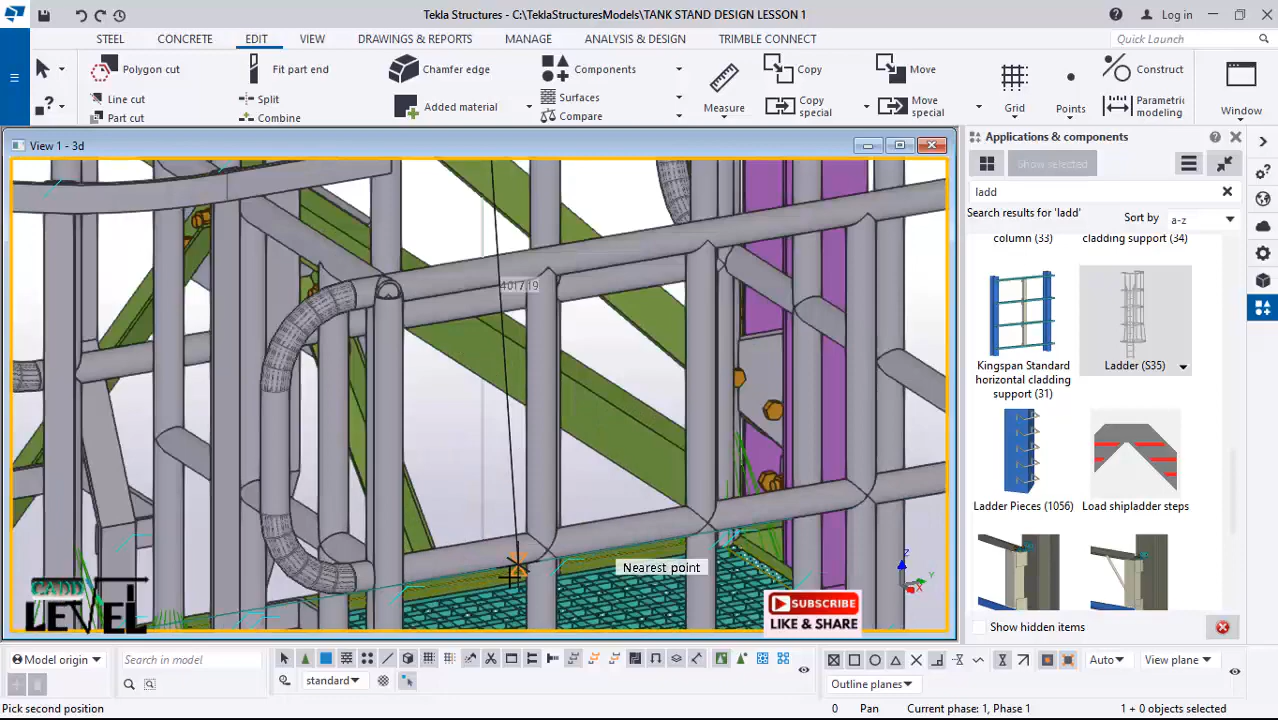 Tekla Structures - C:\TeklaStructuresModels\TANK STAND DESIGN LESSON 1
Log in
STEEL CONCRETE EDIT VIEW DRAWINGS & REPORTS MANAGE ANALYSIS & DESIGN TRIMBLE CONNECT
Quick Launch
Polygon cut
Line cut
Part cut
Fit part end
Split
Combine
Chamfer edge
Added material
Components
Surfaces
Compare
Measure
Copy
Copy special
Move
Move special
Grid
Points
Construct
Parametric modeling
Window
View 1 - 3d
Applications & components
Show selected
ladd
Search results for 'ladd'
Sort by
a-z
column (33)
cladding support (34)
Kingspan Standard horizontal cladding support (31)
Ladder (S35)
Ladder Pieces (1056)
Load shipladder steps
Show hidden items
Nearest point
CADD LEVEL
SUBSCRIBE
LIKE & SHARE
Z
Y
X
Model origin
Search in model
standard
Auto
View plane
Outline planes
Pick second position
0
Pan
Current phase: 1, Phase 1
1 + 0 objects selected